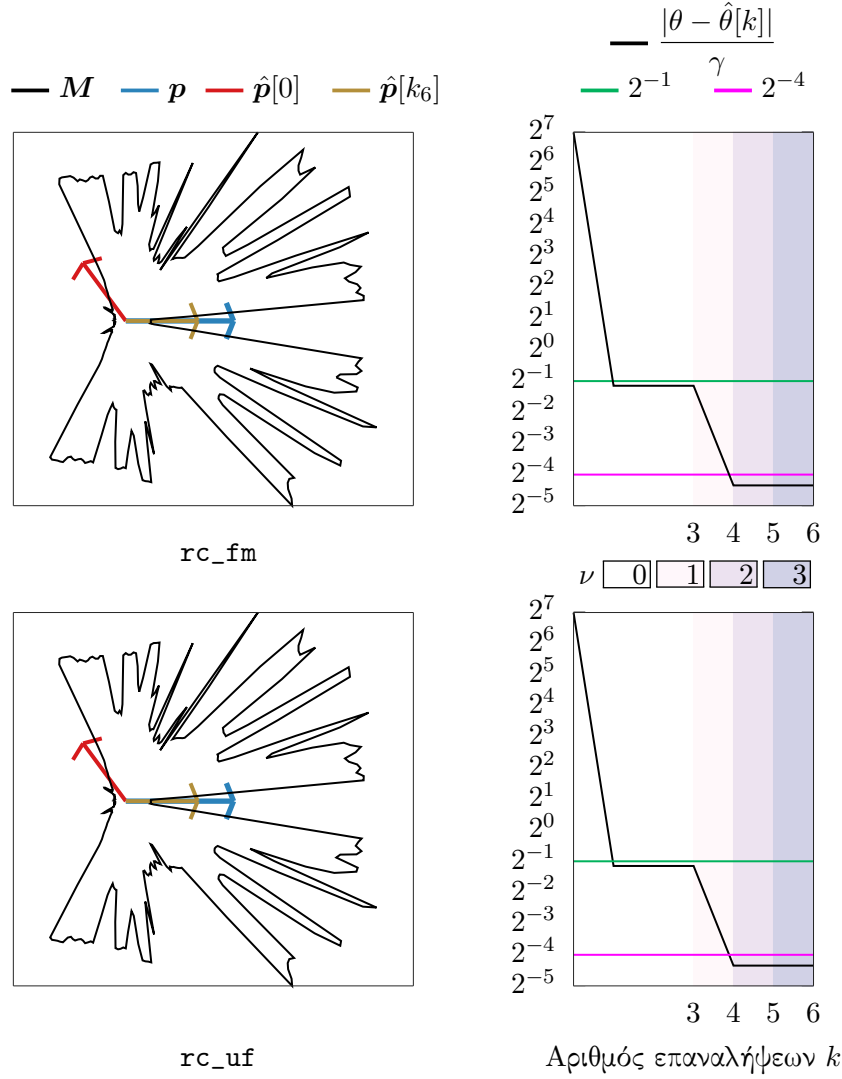 |θ − θ̂[k]|
γ
M p p̂[0] p̂[k₆] 2⁻¹ 2⁻⁴
2⁷
2⁶
2⁵
2⁴
2³
2²
2¹
2⁰
2⁻¹
2⁻²
2⁻³
2⁻⁴
2⁻⁵
3 4 5 6
rc_fm
ν 0 1 2 3
2⁷
2⁶
2⁵
2⁴
2³
2²
2¹
2⁰
2⁻¹
2⁻²
2⁻³
2⁻⁴
2⁻⁵
3 4 5 6
rc_uf
Αριθμός επαναλήψεων k